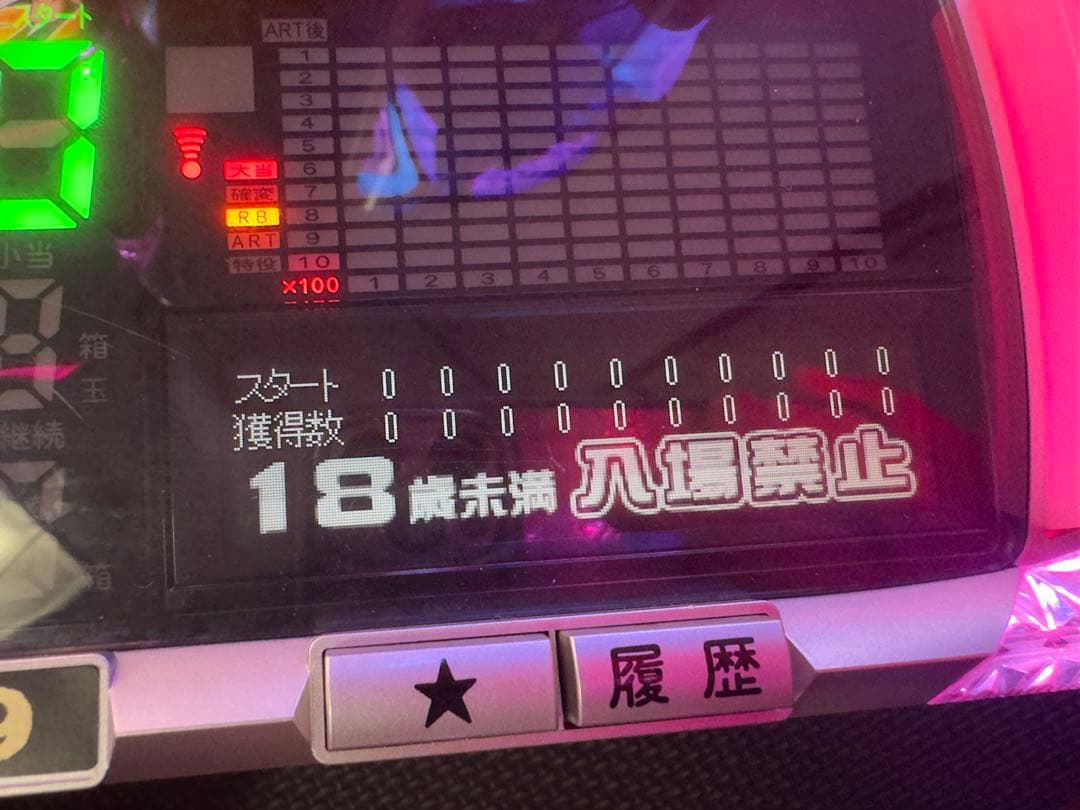 スタート
ART後
1
2
3
4
5
大当 6
確変 7
RB 8
ART 9
特役 10
×100 1 2 3 4 5 6 7 8 9 10
小当
箱
玉
継続
箱
スタート 0 0 0 0 0 0 0 0 0 0
獲得数 0 0 0 0 0 0 0 0 0 0
18歳未満 入場禁止
★ 履歴
9